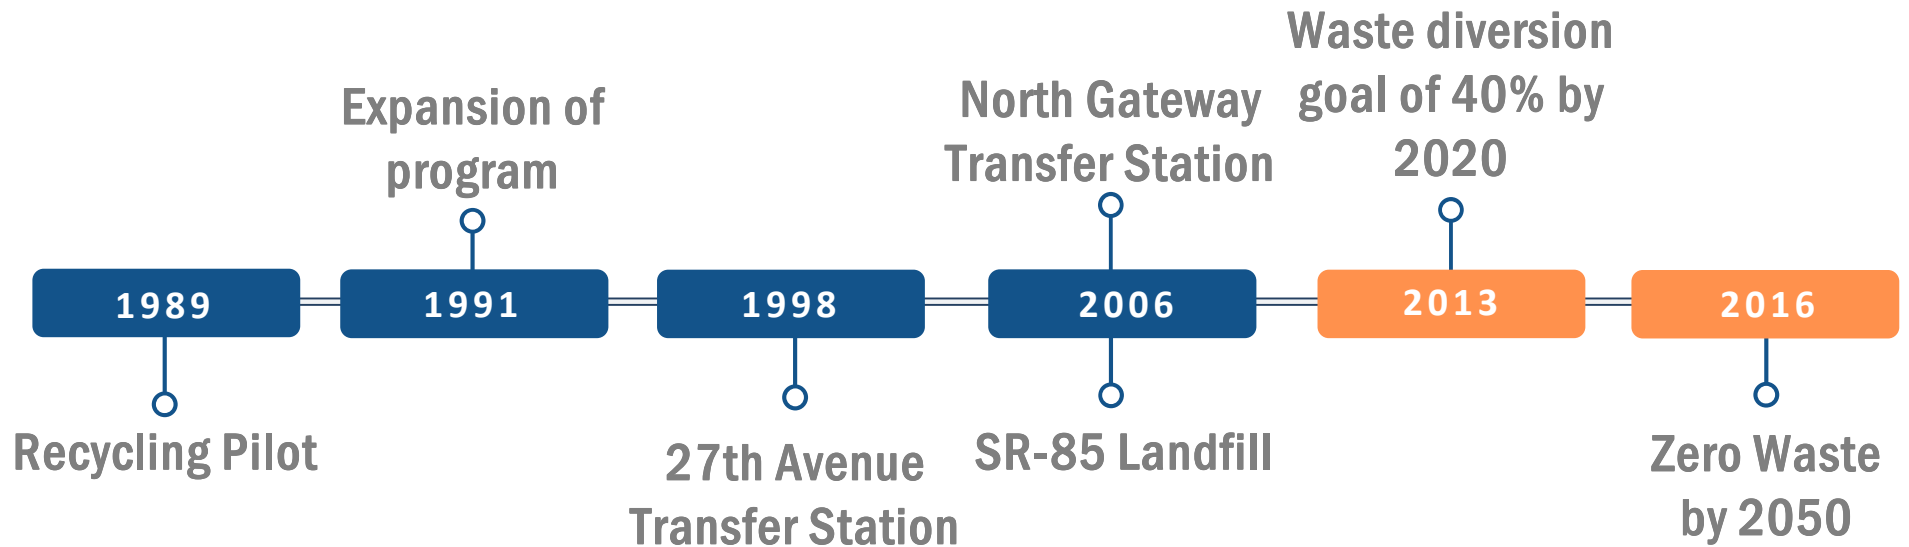 Waste diversion
goal of 40% by
2020
Expansion of
program
North Gateway
Transfer Station
1989
1991
1998
2006
2013
2016
Recycling Pilot
27th Avenue
Transfer Station
SR-85 Landfill
Zero Waste
by 2050